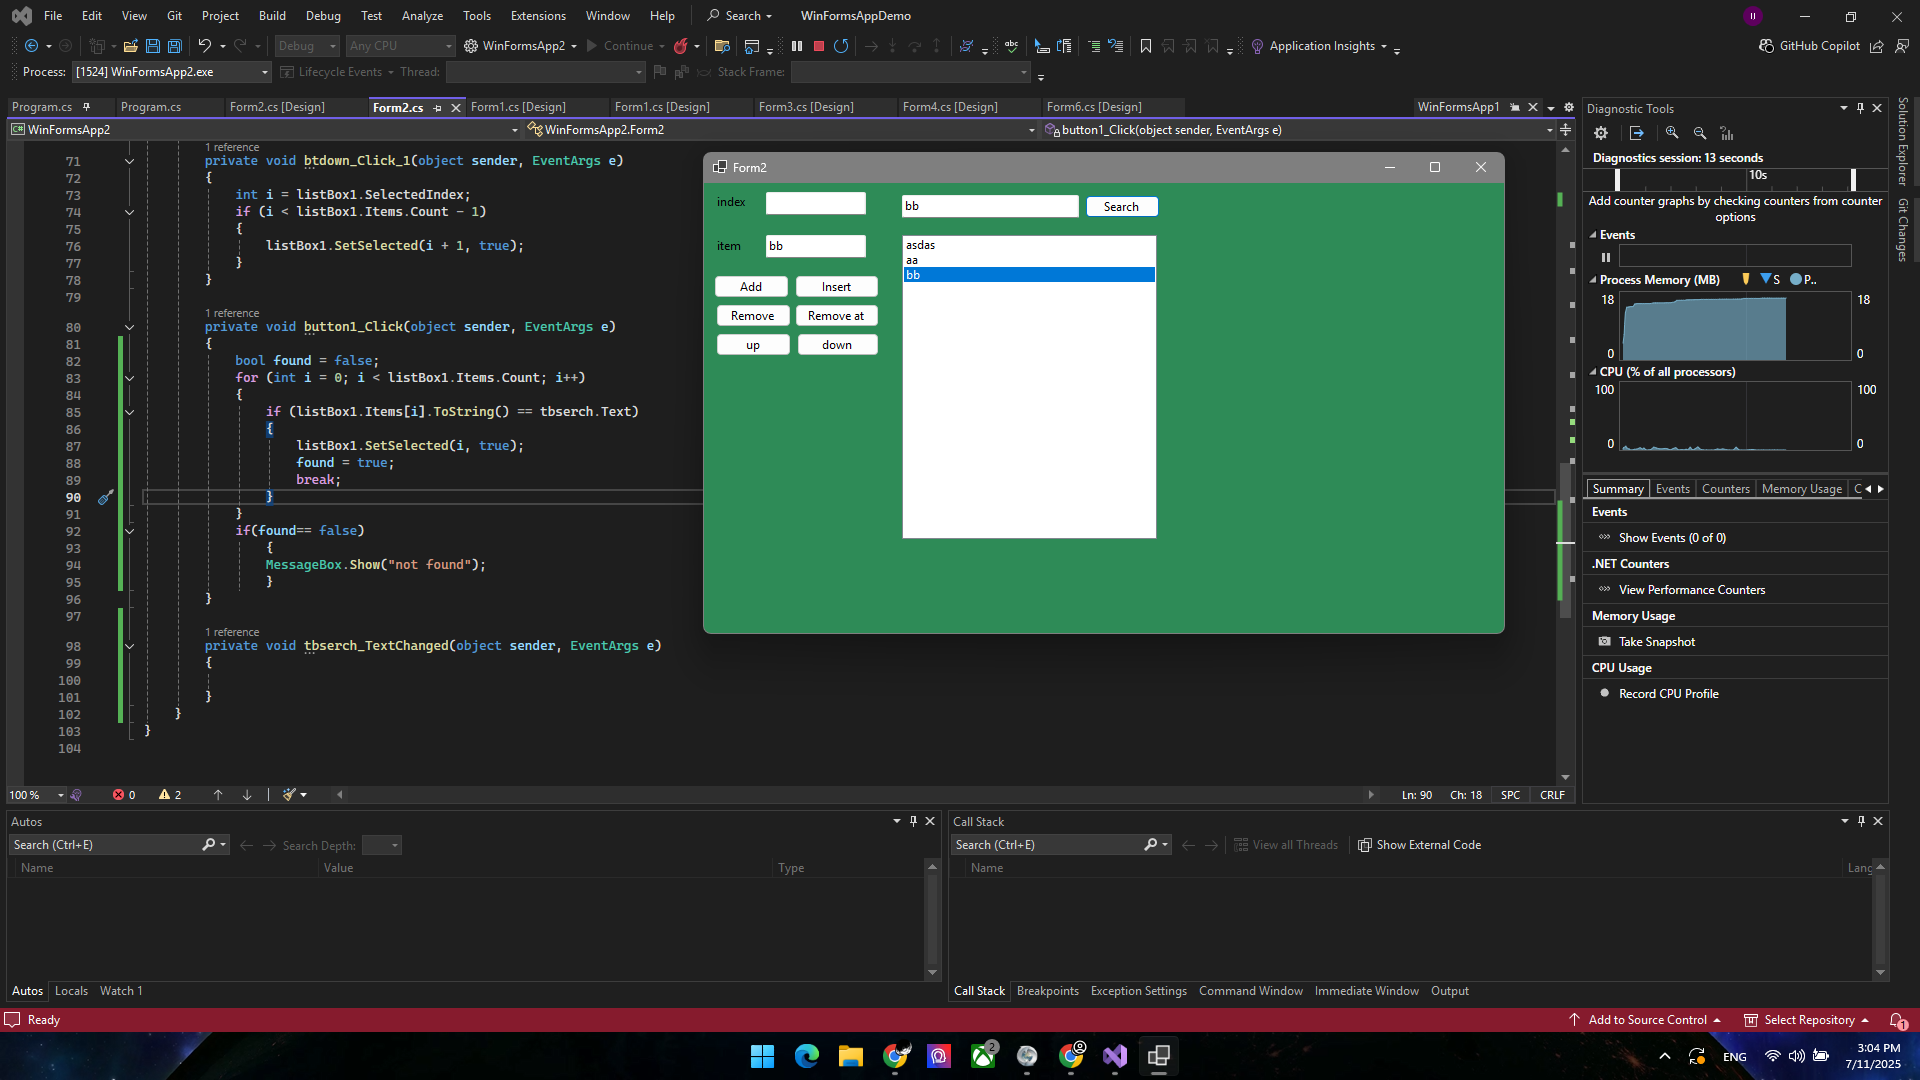 File Edit View Git Project Build Debug Test Analyze Tools Extensions Window Help Search WinFormsAppDemo II
Debug Any CPU WinFormsApp2 Continue Application Insights GitHub Copilot
Process: [1524] WinFormsApp2.exe Lifecycle Events Thread: Stack Frame:
Program.cs Program.cs Form2.cs [Design] Form2.cs Form1.cs [Design] Form1.cs [Design] Form3.cs [Design] Form4.cs [Design] Form6.cs [Design] WinFormsApp1
WinFormsApp2 WinFormsApp2.Form2 button1_Click(object sender, EventArgs e)
1 reference
71 private void btdown_Click_1(object sender, EventArgs e)
72 {
73 int i = listBox1.SelectedIndex;
74 if (i < listBox1.Items.Count - 1)
75 {
76 listBox1.SetSelected(i + 1, true);
77 }
78 }
79
1 reference
80 private void button1_Click(object sender, EventArgs e)
81 {
82 bool found = false;
83 for (int i = 0; i < listBox1.Items.Count; i++)
84 {
85 if (listBox1.Items[i].ToString() == tbserch.Text)
86 {
87 listBox1.SetSelected(i, true);
88 found = true;
89 break;
90 }
91 }
92 if(found== false)
93 {
94 MessageBox.Show("not found");
95 }
96 }
97
1 reference
98 private void tbserch_TextChanged(object sender, EventArgs e)
99 {
100
101 }
102 }
103 }
104
Form2
index
bb Search
item bb
asdas
aa
bb
Add Insert
Remove Remove at
up down
Diagnostic Tools
Diagnostics session: 13 seconds
10s
Add counter graphs by checking counters from counter
options
Events
Process Memory (MB) S P..
18 18
0 0
CPU (% of all processors)
100 100
0 0
Summary Events Counters Memory Usage C
Events
Show Events (0 of 0)
.NET Counters
View Performance Counters
Memory Usage
Take Snapshot
CPU Usage
Record CPU Profile
Solution Explorer
Git Changes
100 % 0 2 Ln: 90 Ch: 18 SPC CRLF
Autos
Search (Ctrl+E) Search Depth:
Name Value Type
Autos Locals Watch 1
Call Stack
Search (Ctrl+E) View all Threads Show External Code
Name Lang
Call Stack Breakpoints Exception Settings Command Window Immediate Window Output
Ready Add to Source Control Select Repository 1
2
ENG
3:04 PM
7/11/2025